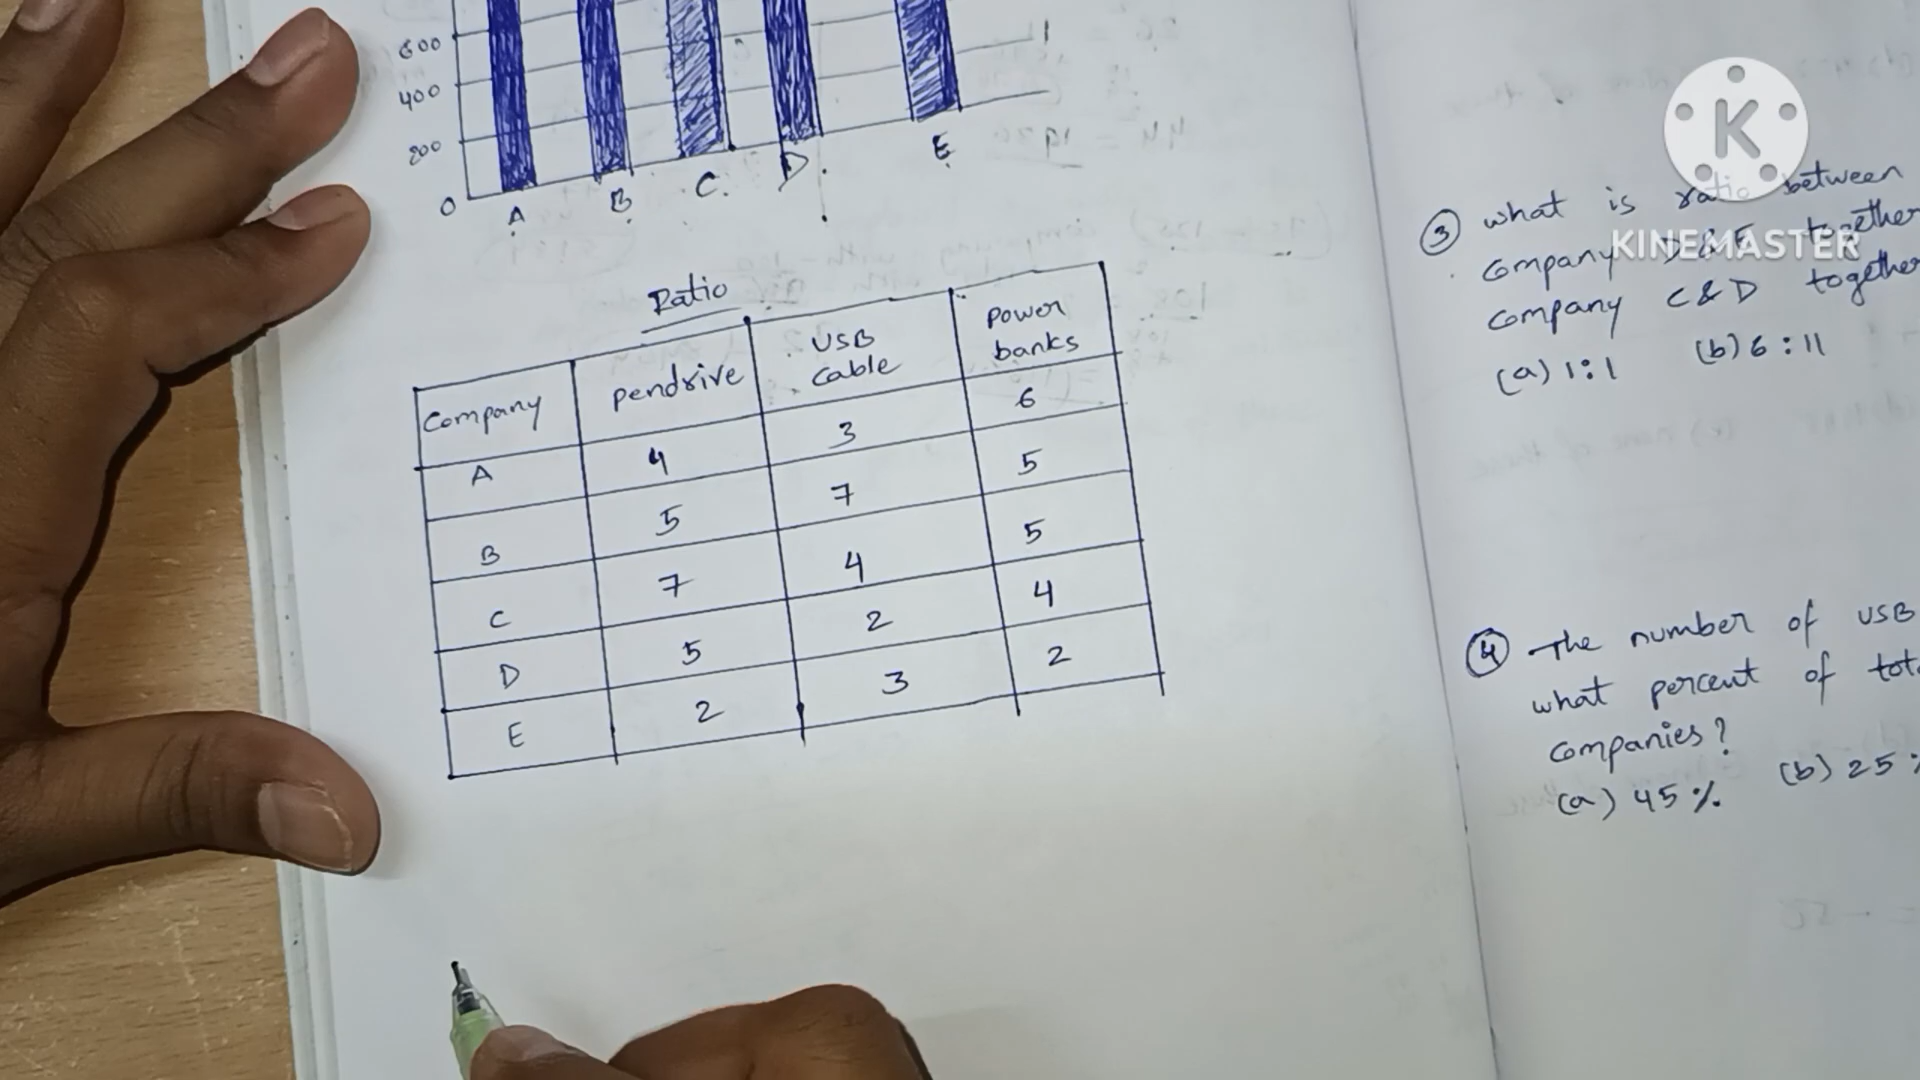 600
400
200
0
A B C D E
Ratio
Company pendrive USB cable power banks
A 4 3 6
B 5 7 5
C 7 4 5
D 5 2 4
E 2 3 2
K
KINEMASTER
③ what is ratio between
company D&E together
company C&D together
(a) 1:1 (b) 6:11
④ The number of USB
what percent of
companies?
(a) 45% (b) 25%